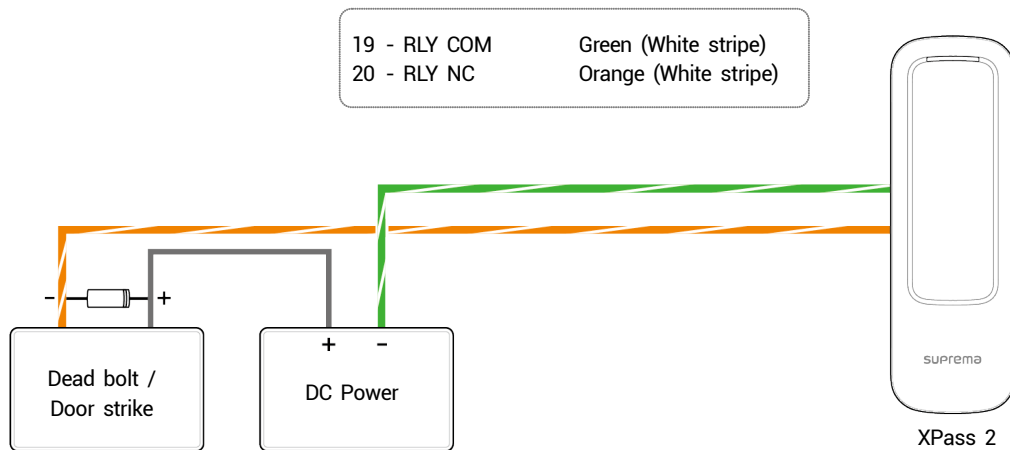 19 - RLY COM Green (White stripe)
20 - RLY NC Orange (White stripe)
- +
+ -
Dead bolt /
Door strike
DC Power
suprema
XPass 2